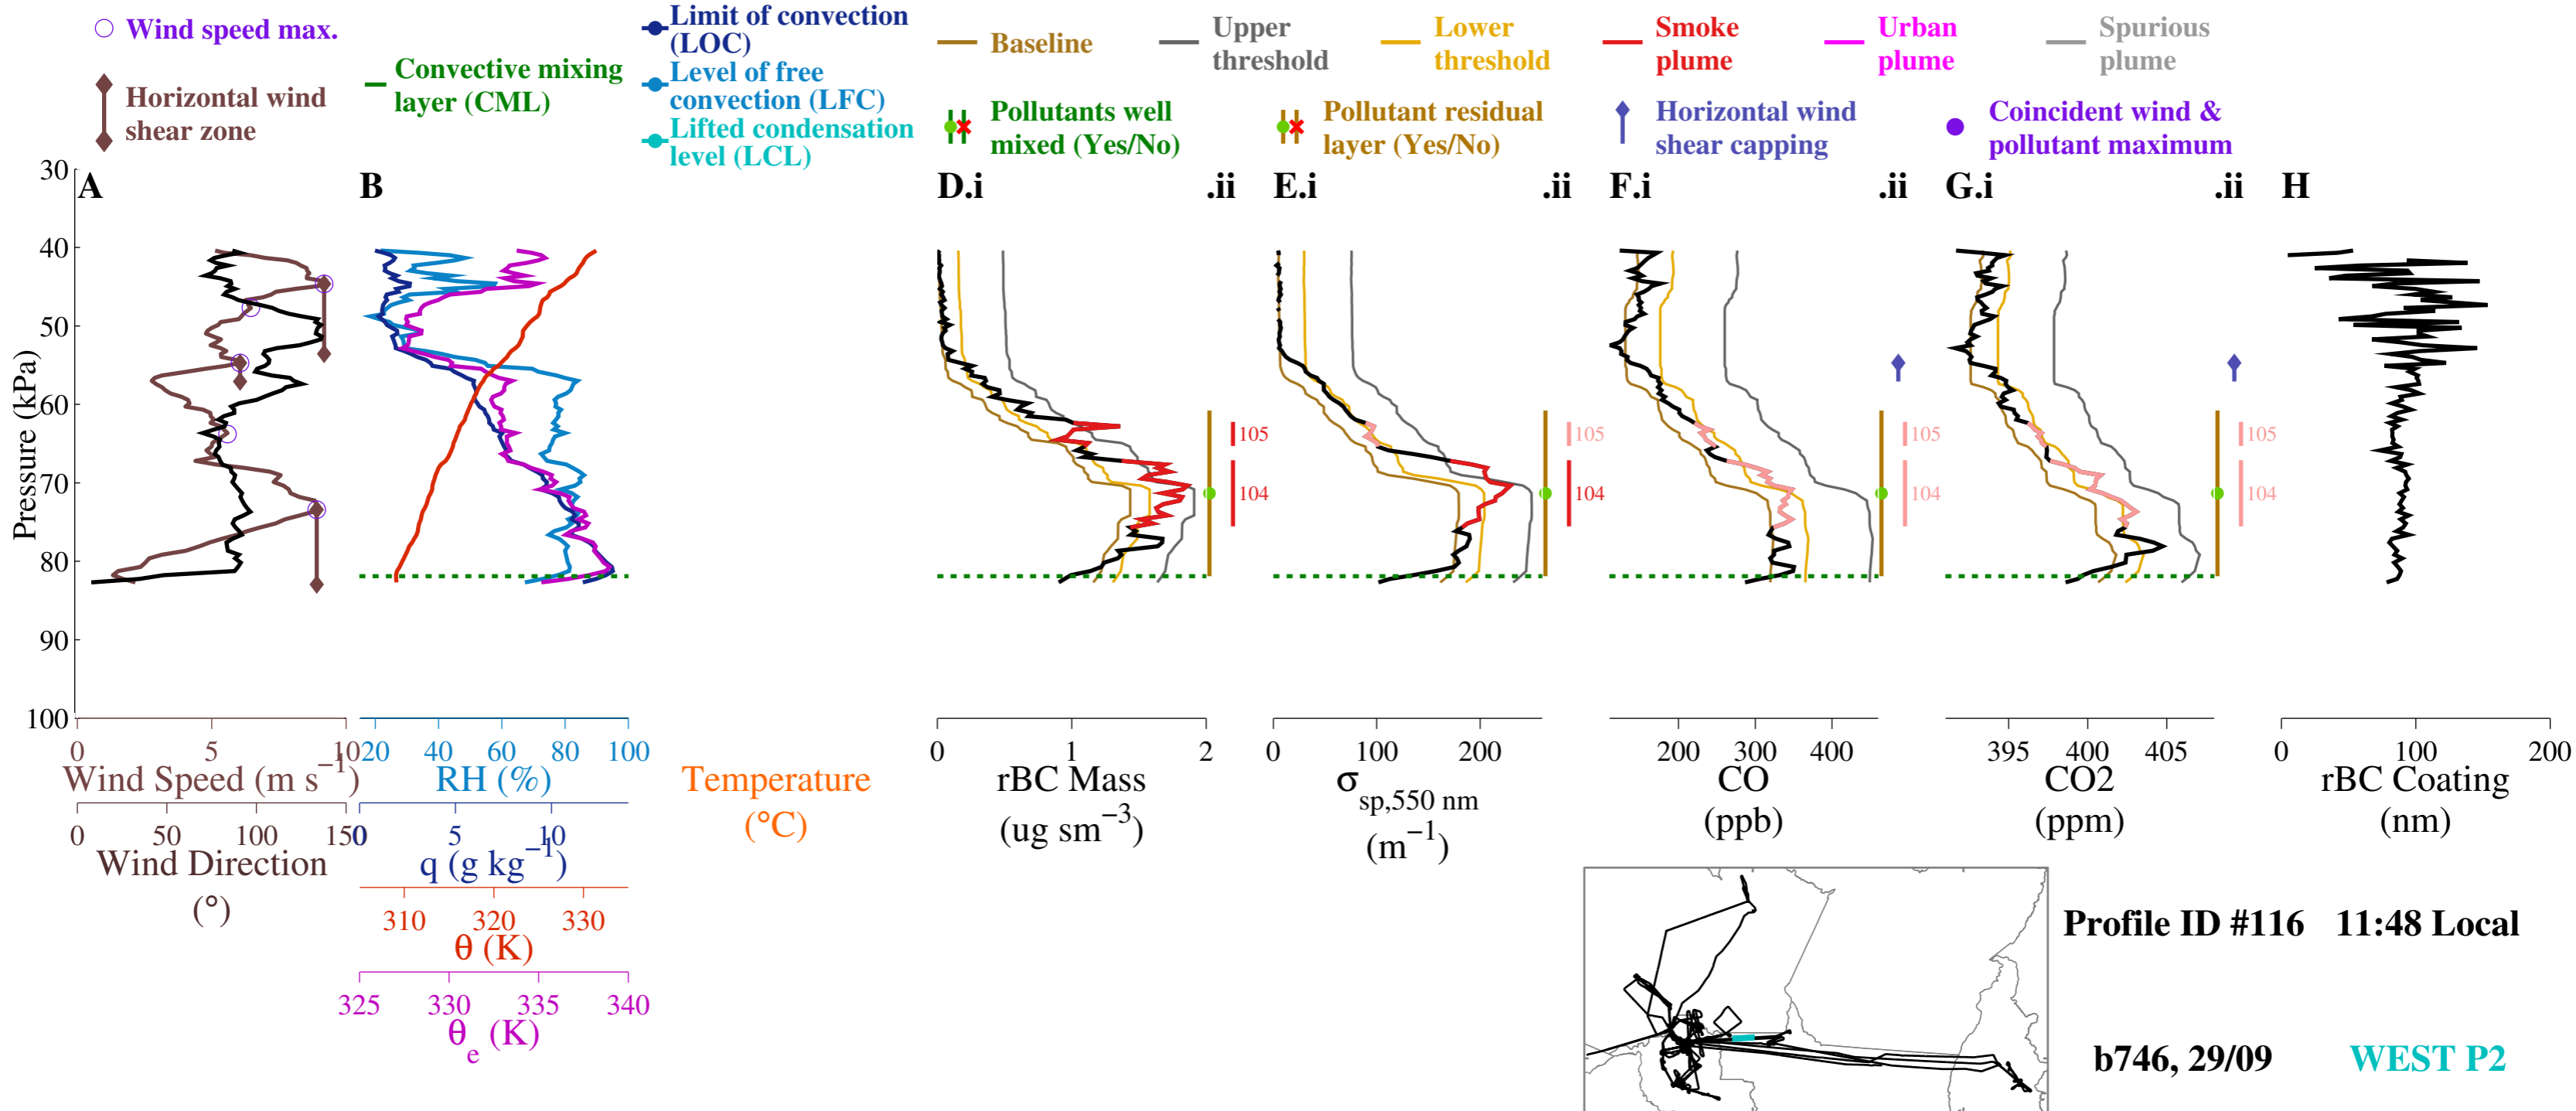 Wind speed max.
Horizontal wind
shear zone
Convective mixing
layer (CML)
Limit of convection
(LOC)
Level of free
convection (LFC)
Lifted condensation
level (LCL)
Baseline
Upper
threshold
Lower
threshold
Smoke
plume
Urban
plume
Spurious
plume
Pollutants well
mixed (Yes/No)
Pollutant residual
layer (Yes/No)
Horizontal wind
shear capping
Coincident wind &
pollutant maximum
A
B
D.i
.ii
E.i
.ii
F.i
.ii
G.i
.ii
H
Pressure (kPa)
30
40
50
60
70
80
90
100
105
104
105
104
105
104
105
104
0 5 10
Wind Speed (m s−1)
0 50 100 150
Wind Direction
(°)
20 40 60 80 100
RH (%)
0 5 10
q (g kg−1)
310 320 330
θ (K)
325 330 335 340
θe (K)
Temperature
(°C)
0 1 2
rBC Mass
(ug sm−3)
0 100 200
σsp,550 nm
(m−1)
200 300 400
CO
(ppb)
395 400 405
CO2
(ppm)
0 100 200
rBC Coating
(nm)
Profile ID #116 11:48 Local
b746, 29/09 WEST P2